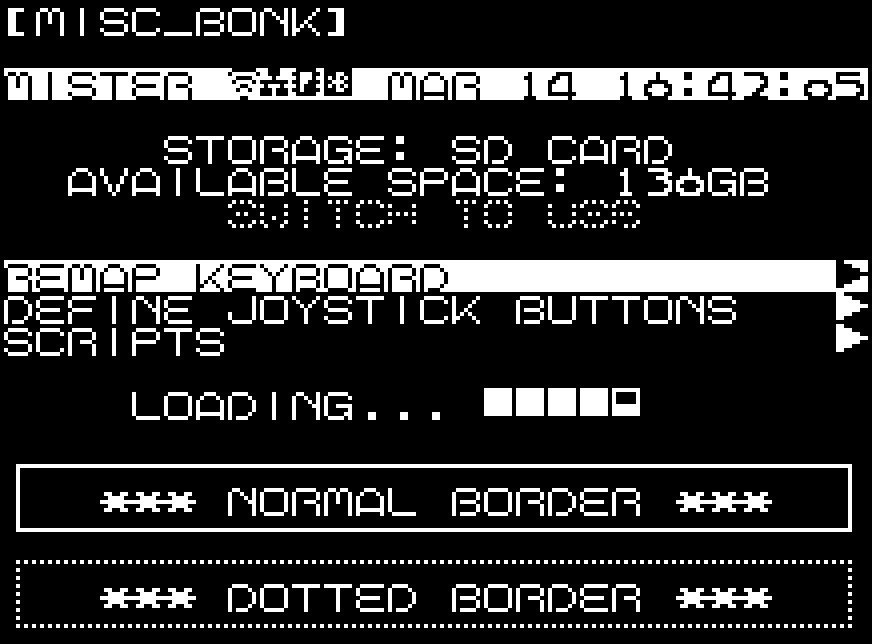 [MISC_BONK]
MISTER MAR 14 16:42:05
STORAGE: SD CARD
AVAILABLE SPACE: 136GB
SWITCH TO USB
REMAP KEYBOARD ►
DEFINE JOYSTICK BUTTONS ►
SCRIPTS ►
LOADING...
*** NORMAL BORDER ***
*** DOTTED BORDER ***